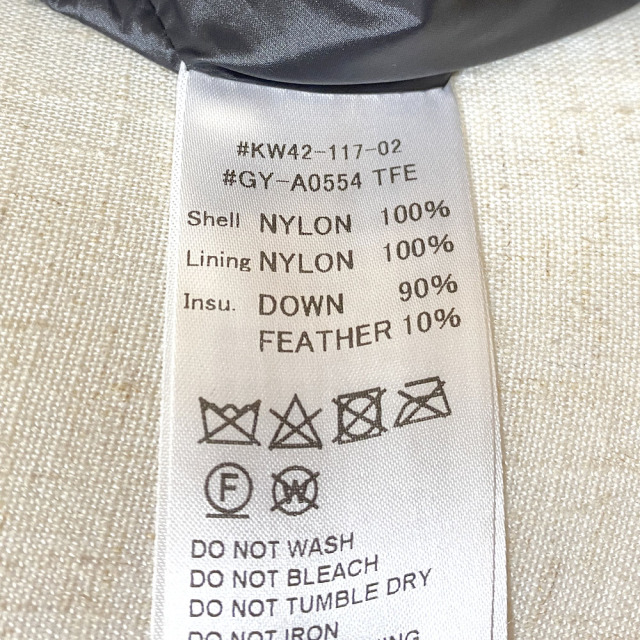 #KW42-117-02
#GY-A0554 TFE
Shell NYLON 100%
Lining NYLON 100%
Insu. DOWN 90%
FEATHER 10%
F W
DO NOT WASH
DO NOT BLEACH
DO NOT TUMBLE DRY
DO NOT IRON